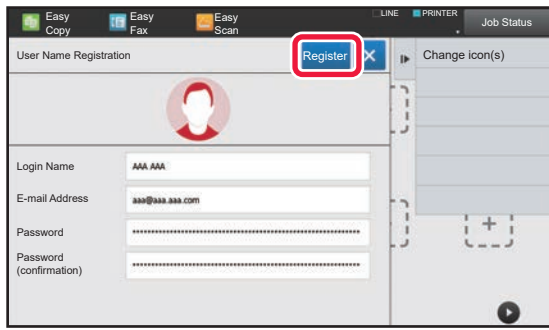 Easy Copy
Easy Fax
Easy Scan
LINE
PRINTER
Job Status
User Name Registration
Register
Change icon(s)
Login Name
AAA AAA
E-mail Address
aaa@aaa.aaa.com
Password
************************************************************
Password
(confirmation)
************************************************************